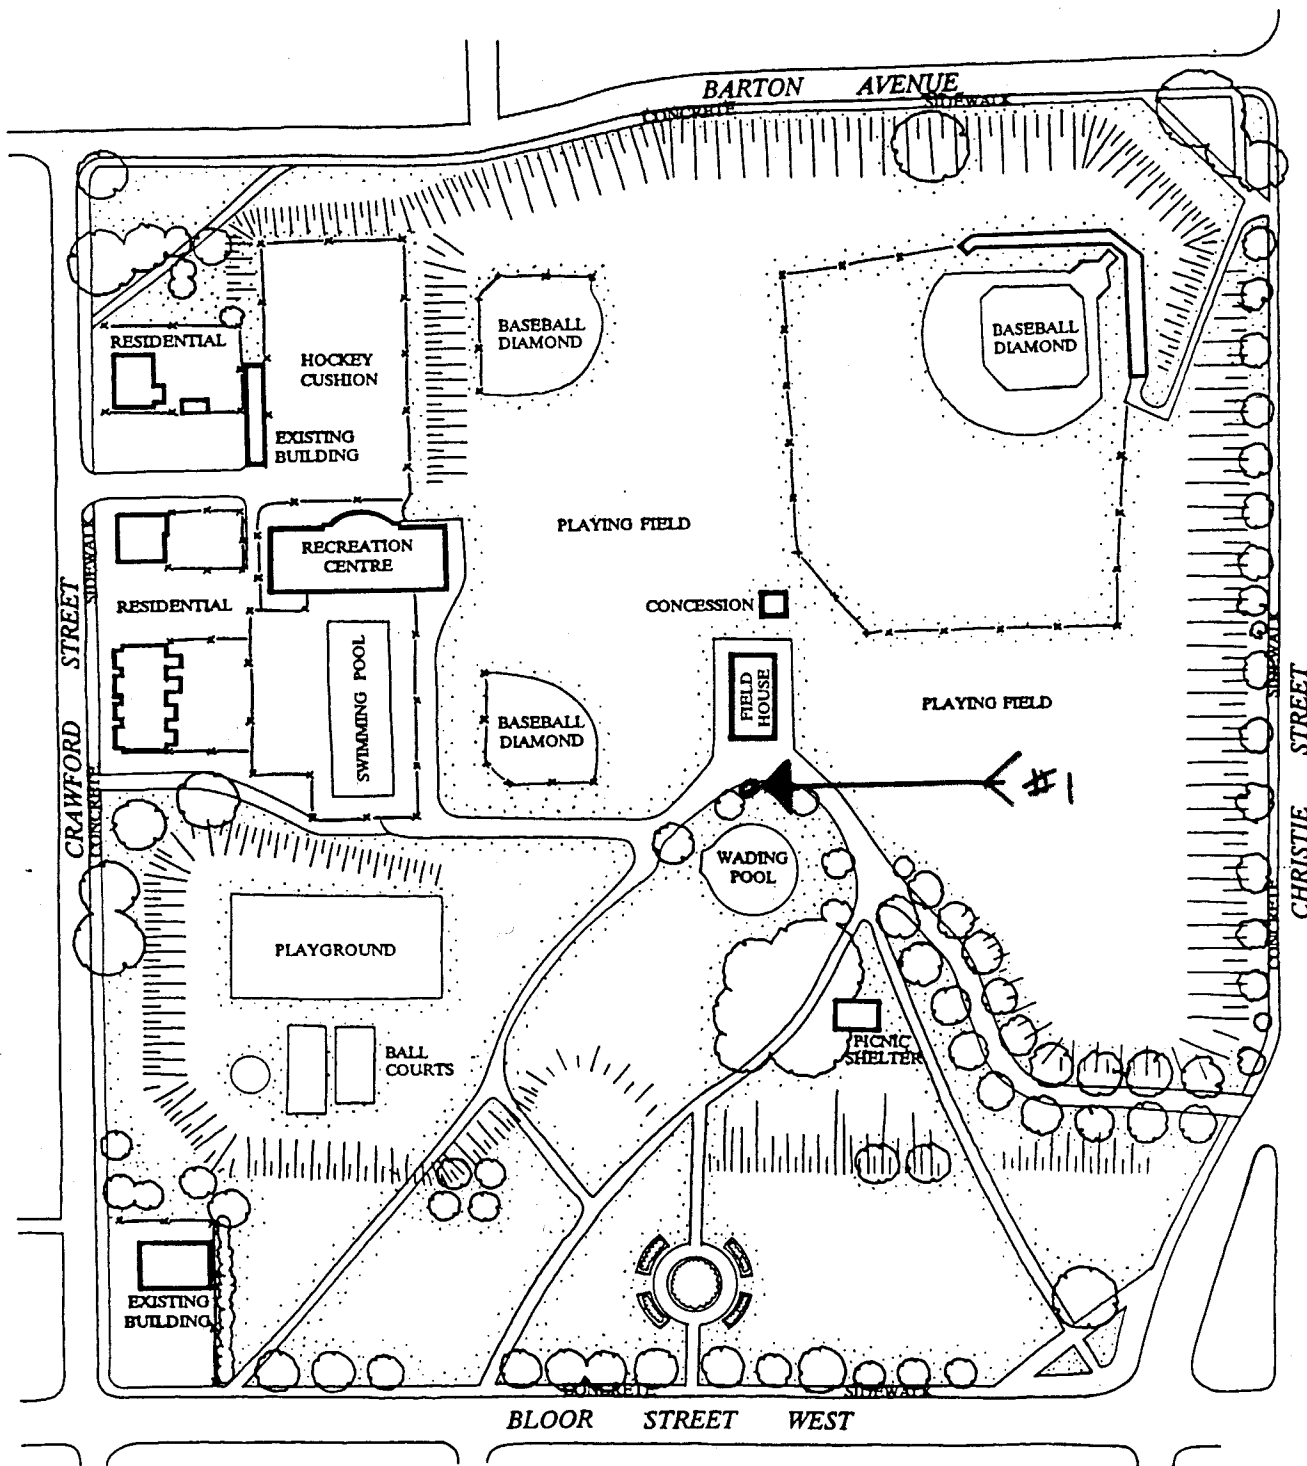 BARTON AVENUE
CONCRETE SIDEWALK
RESIDENTIAL
HOCKEY
CUSHION
BASEBALL
DIAMOND
BASEBALL
DIAMOND
EXISTING
BUILDING
PLAYING FIELD
RECREATION
CENTRE
SIDEWALK
CRAWFORD STREET
CONCRETE
RESIDENTIAL
CONCESSION
SWIMMING POOL
FIELD
HOUSE
BASEBALL
DIAMOND
PLAYING FIELD
SIDEWALK
CHRISTIE STREET
CONCRETE
#1
WADING
POOL
PLAYGROUND
BALL
COURTS
PICNIC
SHELTER
EXISTING
BUILDING
CONCRETE SIDEWALK
BLOOR STREET WEST